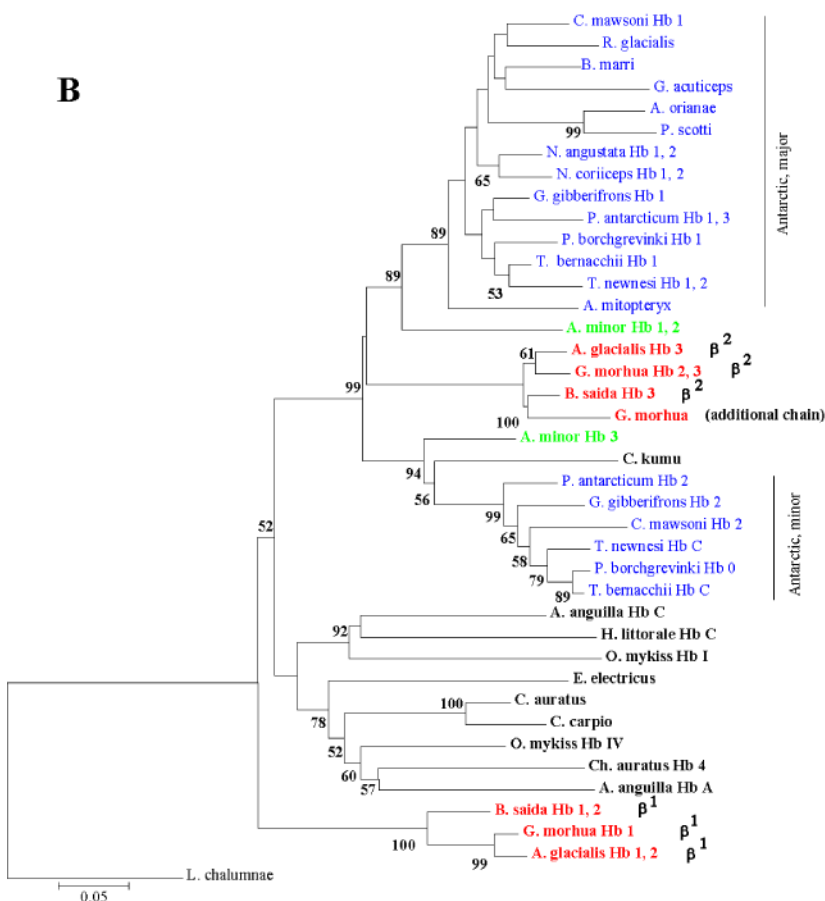 B
C. mawsoni Hb 1
R. glacialis
B. marri
G. acuticeps
A. orianae
99
P. scotti
N. angustata Hb 1, 2
65
N. coriiceps Hb 1, 2
G. gibberifrons Hb 1
P. antarcticum Hb 1, 3
89
P. borchgrevinki Hb 1
T. bernacchii Hb 1
89
53
T. newnesi Hb 1, 2
A. mitopteryx
Antarctic, major
A. minor Hb 1, 2
61
A. glacialis Hb 3 β 2
G. morhua Hb 2, 3 β 2
99
B. saida Hb 3 β 2
100
G. morhua (additional chain)
A. minor Hb 3
94
C. kumu
56
P. antarcticum Hb 2
99
G. gibberifrons Hb 2
52
65
C. mawsoni Hb 2
58
T. newnesi Hb C
79
P. borchgrevinki Hb 0
89
T. bernacchii Hb C
Antarctic, minor
A. anguilla Hb C
92
H. littorale Hb C
O. mykiss Hb I
E. electricus
78
100
C. auratus
C. carpio
52
O. mykiss Hb IV
60
Ch. auratus Hb 4
57
A. anguilla Hb A
B. saida Hb 1, 2 β 1
100
G. morhua Hb 1 β 1
99
A. glacialis Hb 1, 2 β 1
L. chalumnae
0.05